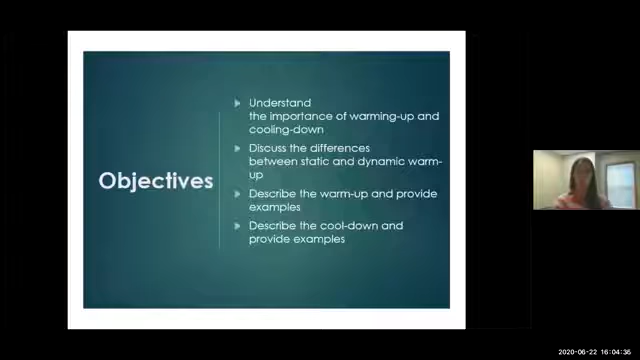 Objectives
Understand
the importance of warming-up and
cooling-down
Discuss the differences
between static and dynamic warm-
up
Describe the warm-up and provide
examples
Describe the cool-down and
provide examples
2020-06-22 16:04:36